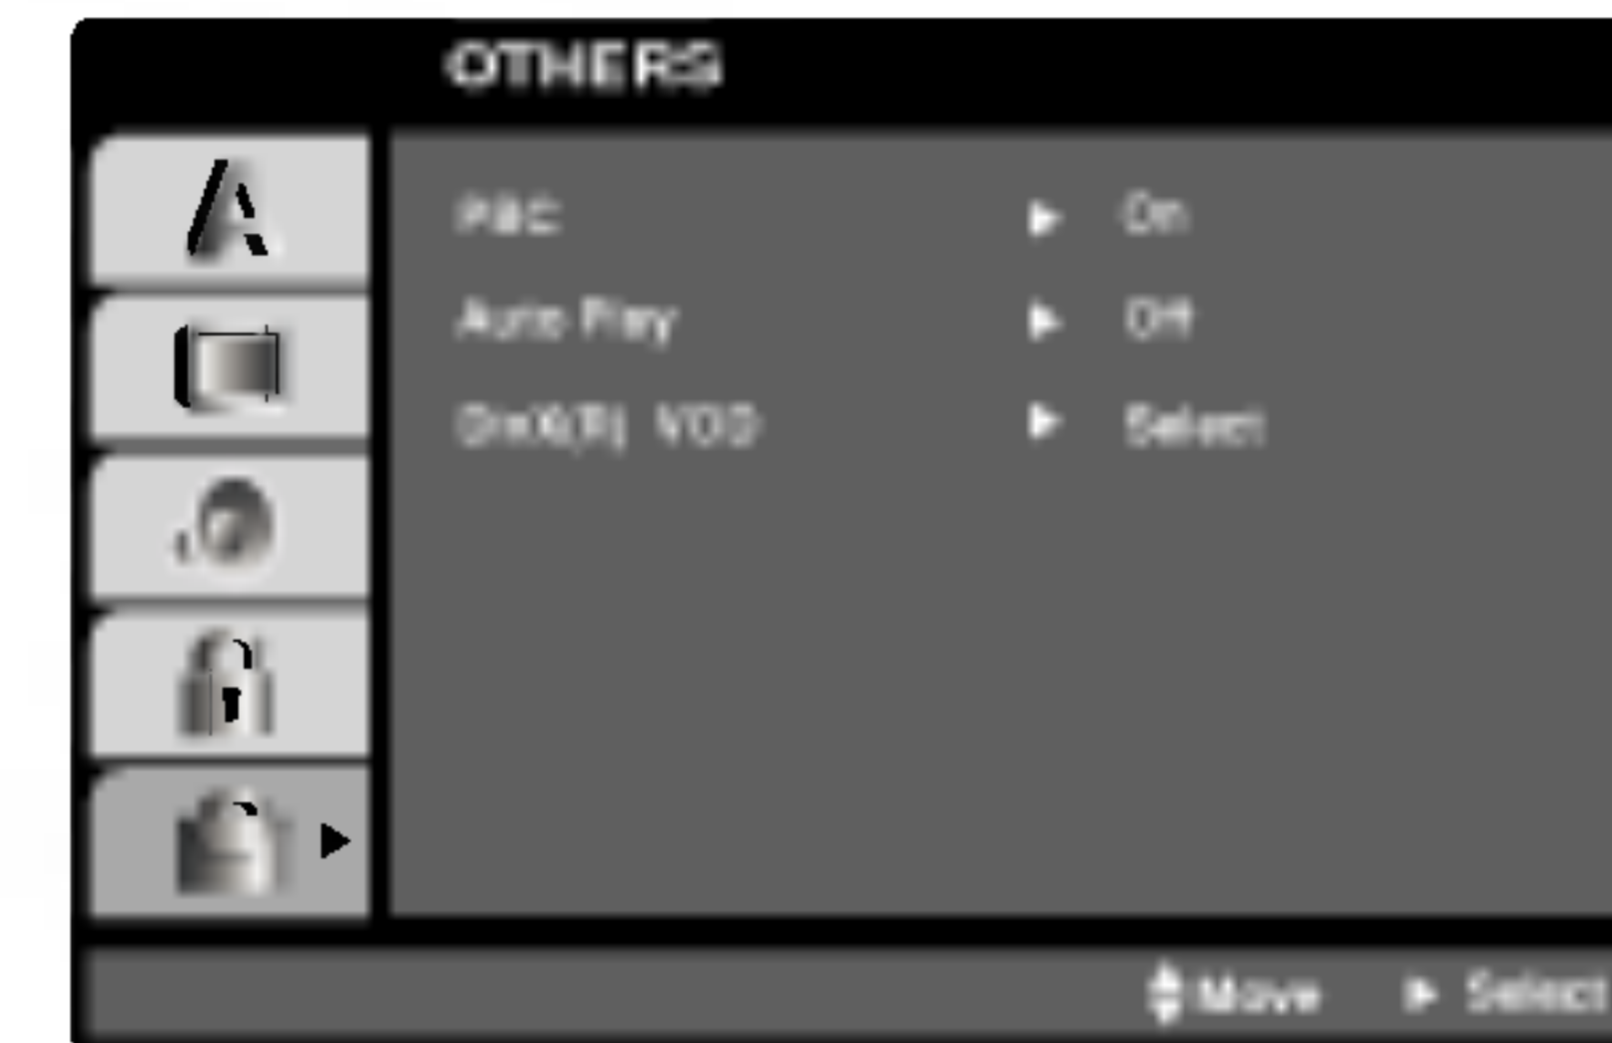 OTHERS
PBC ► On
Auto Play ► Off
DivX(R) VOD ► Select
Move ► Select